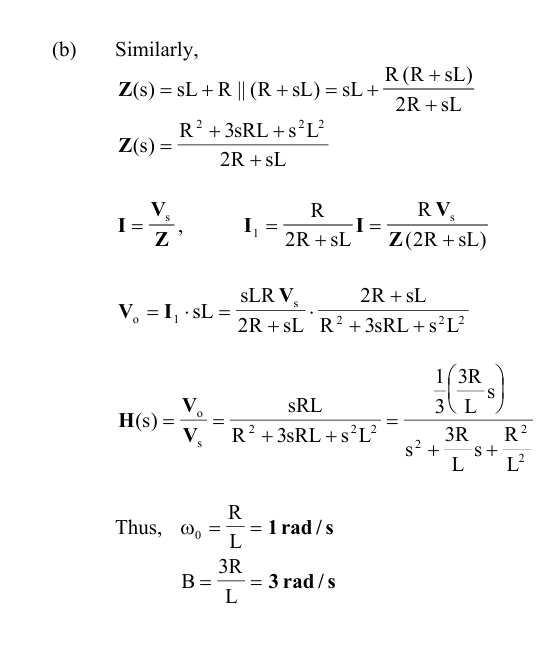 (b) Similarly,
Z(s) = sL + R || (R + sL) = sL + R(R + sL) / 2R + sL
Z(s) = R² + 3sRL + s²L² / 2R + sL
I = Vₛ / Z , I₁ = R / 2R + sL I = R Vₛ / Z(2R + sL)
Vₒ = I₁ · sL = sLR Vₛ / 2R + sL · 2R + sL / R² + 3sRL + s²L²
H(s) = Vₒ / Vₛ = sRL / R² + 3sRL + s²L² = 1/3 (3R/L s) / s² + 3R/L s + R²/L²
Thus, ω₀ = R / L = 1 rad / s
B = 3R / L = 3 rad / s